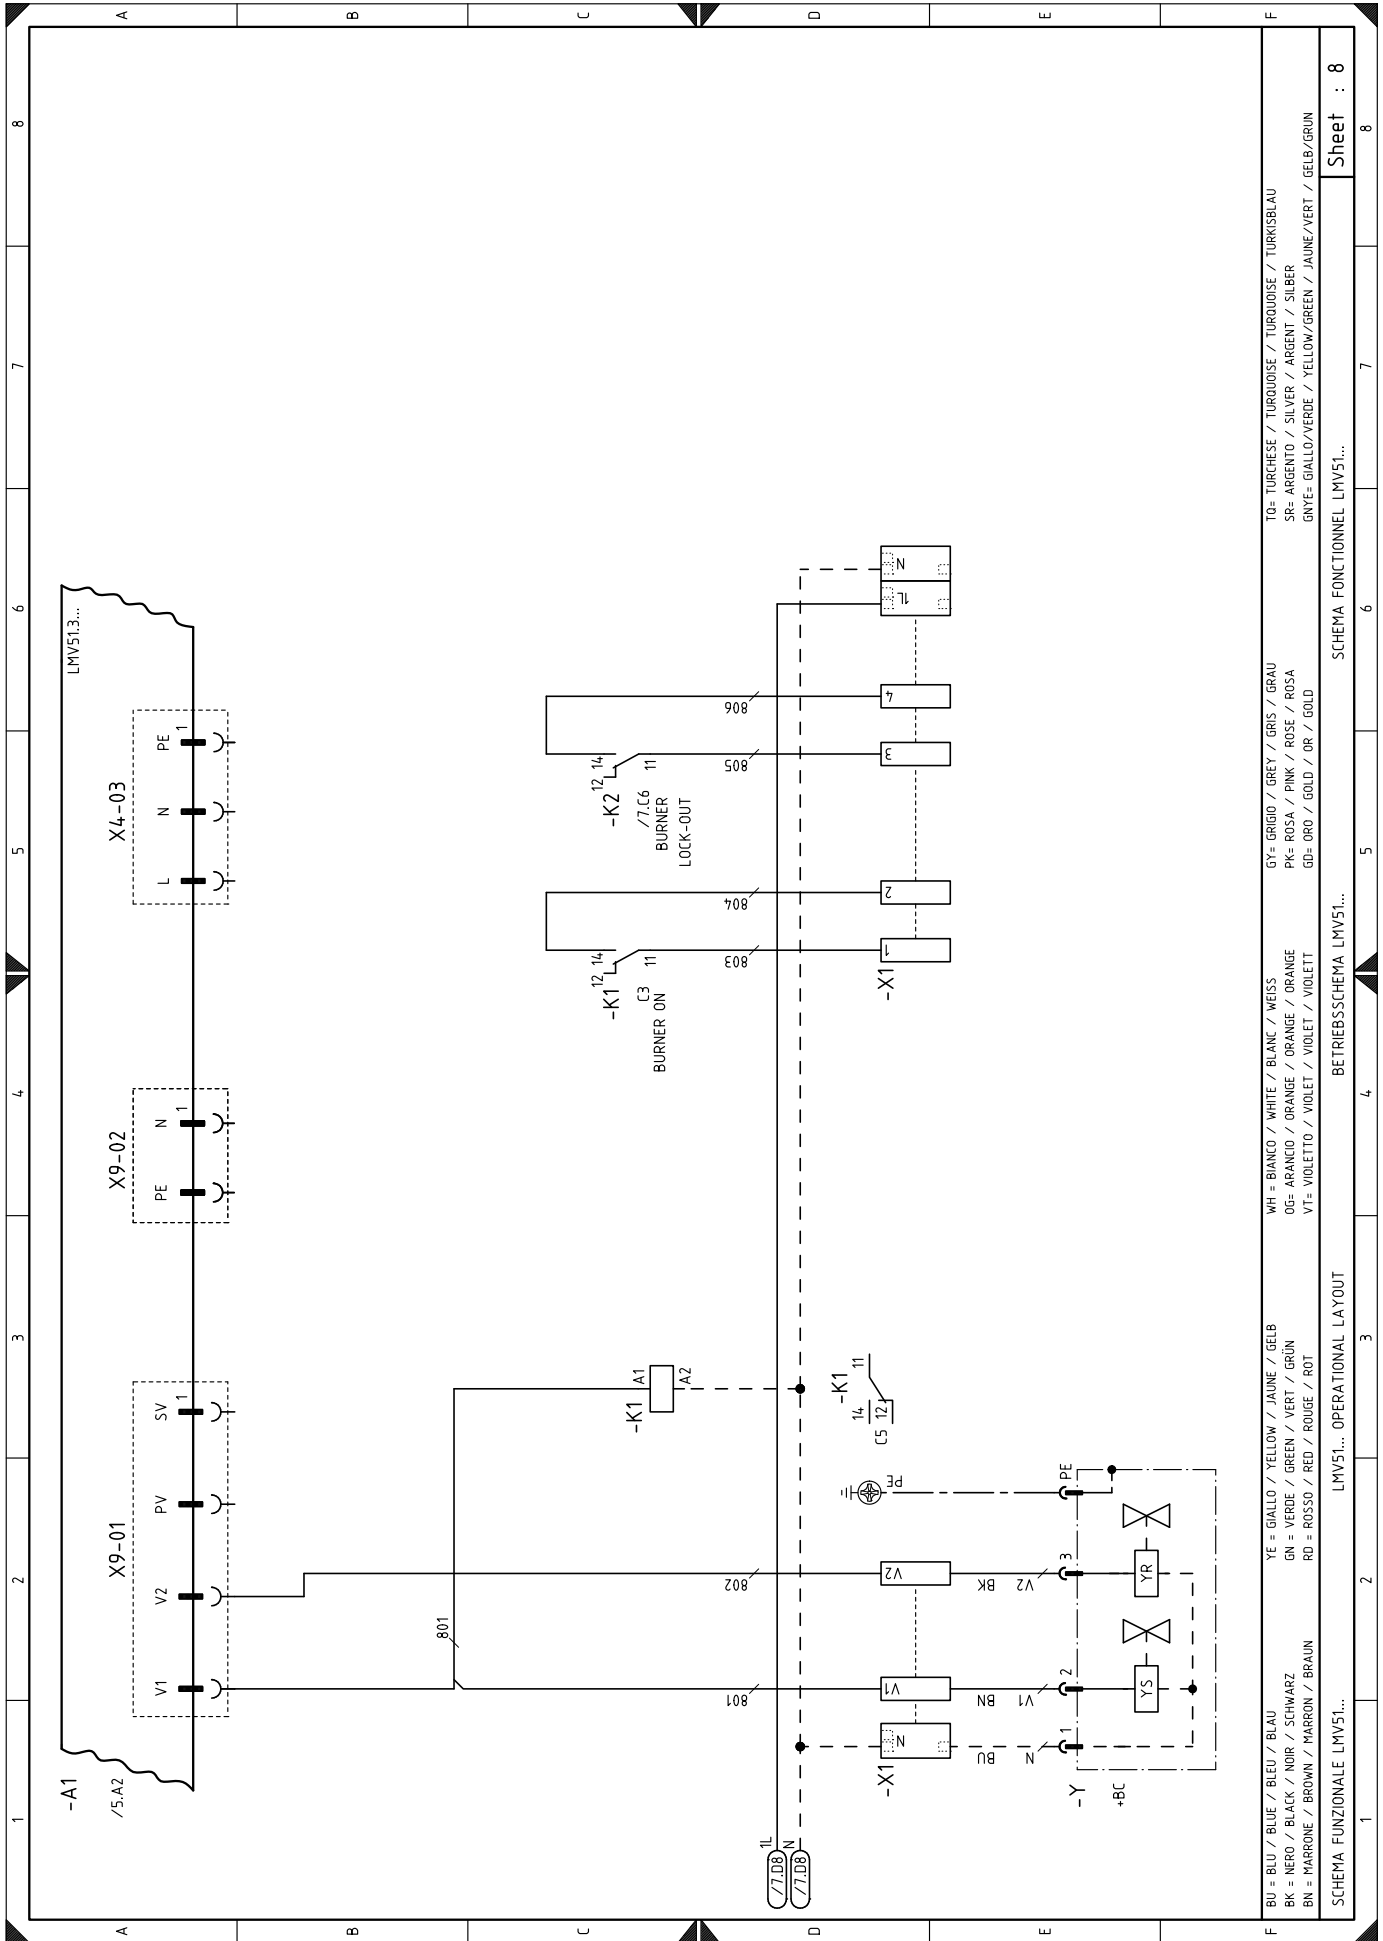 1 2 3 4 5 6 7 8
A
B
C
D
E
F
-A1
/5.A2
LMV51.3...
X9-01
V1 V2 PV SV
1
X9-02
PE N
1
X4-03
L N PE
1
801
-K1
A1
A2
-K1
12 14
11
C3
BURNER ON
-K2
12 14
11
/7.C6
BURNER
LOCK-OUT
/7.D8 1L
/7.D8 N
801
802
803
804
805
806
-K1
14
12
11
C5
PE
-X1
N
V1
V2
-X1
1
2
3
4
1L
N
BU
BN
BK
N
V1
V2
-Y
+BC
1
2
3
PE
YS
YR
BU = BLU / BLUE / BLEU / BLAU
BK = NERO / BLACK / NOIR / SCHWARZ
BN = MARRONE / BROWN / MARRON / BRAUN
YE = GIALLO / YELLOW / JAUNE / GELB
GN = VERDE / GREEN / VERT / GRÜN
RD = ROSSO / RED / ROUGE / ROT
WH = BIANCO / WHITE / BLANC / WEISS
OG= ARANCIO / ORANGE / ORANGE / ORANGE
VT= VIOLETTO / VIOLET / VIOLET / VIOLETT
GY= GRIGIO / GREY / GRIS / GRAU
PK= ROSA / PINK / ROSE / ROSA
GD= ORO / GOLD / OR / GOLD
TQ= TURCHESE / TURQUOISE / TURQUOISE / TURKISBLAU
SR= ARGENTO / SILVER / ARGENT / SILBER
GNYE= GIALLO/VERDE / YELLOW/GREEN / JAUNE/VERT / GELB/GRUN
SCHEMA FUNZIONALE LMV51...
LMV51... OPERATIONAL LAYOUT
BETRIEBSSCHEMA LMV51...
SCHEMA FONCTIONNEL LMV51...
Sheet : 8
A
B
C
D
E
F
1 2 3 4 5 6 7 8